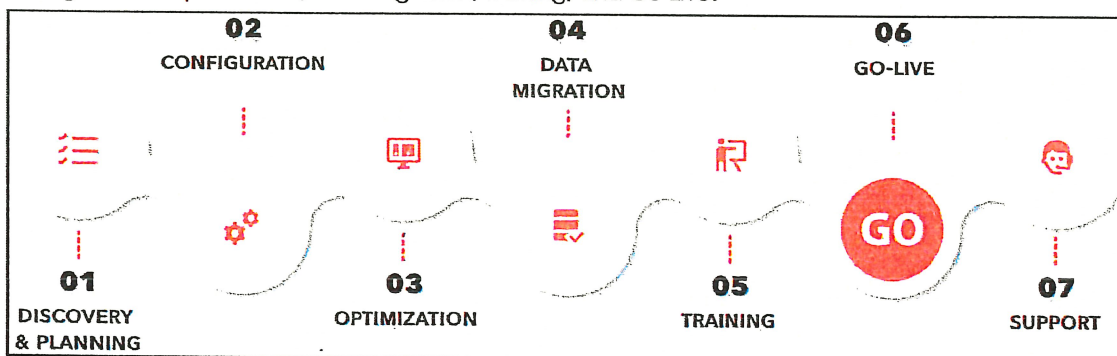 02
CONFIGURATION
04
DATA
MIGRATION
06
GO-LIVE
GO
01
DISCOVERY
& PLANNING
03
OPTIMIZATION
05
TRAINING
07
SUPPORT